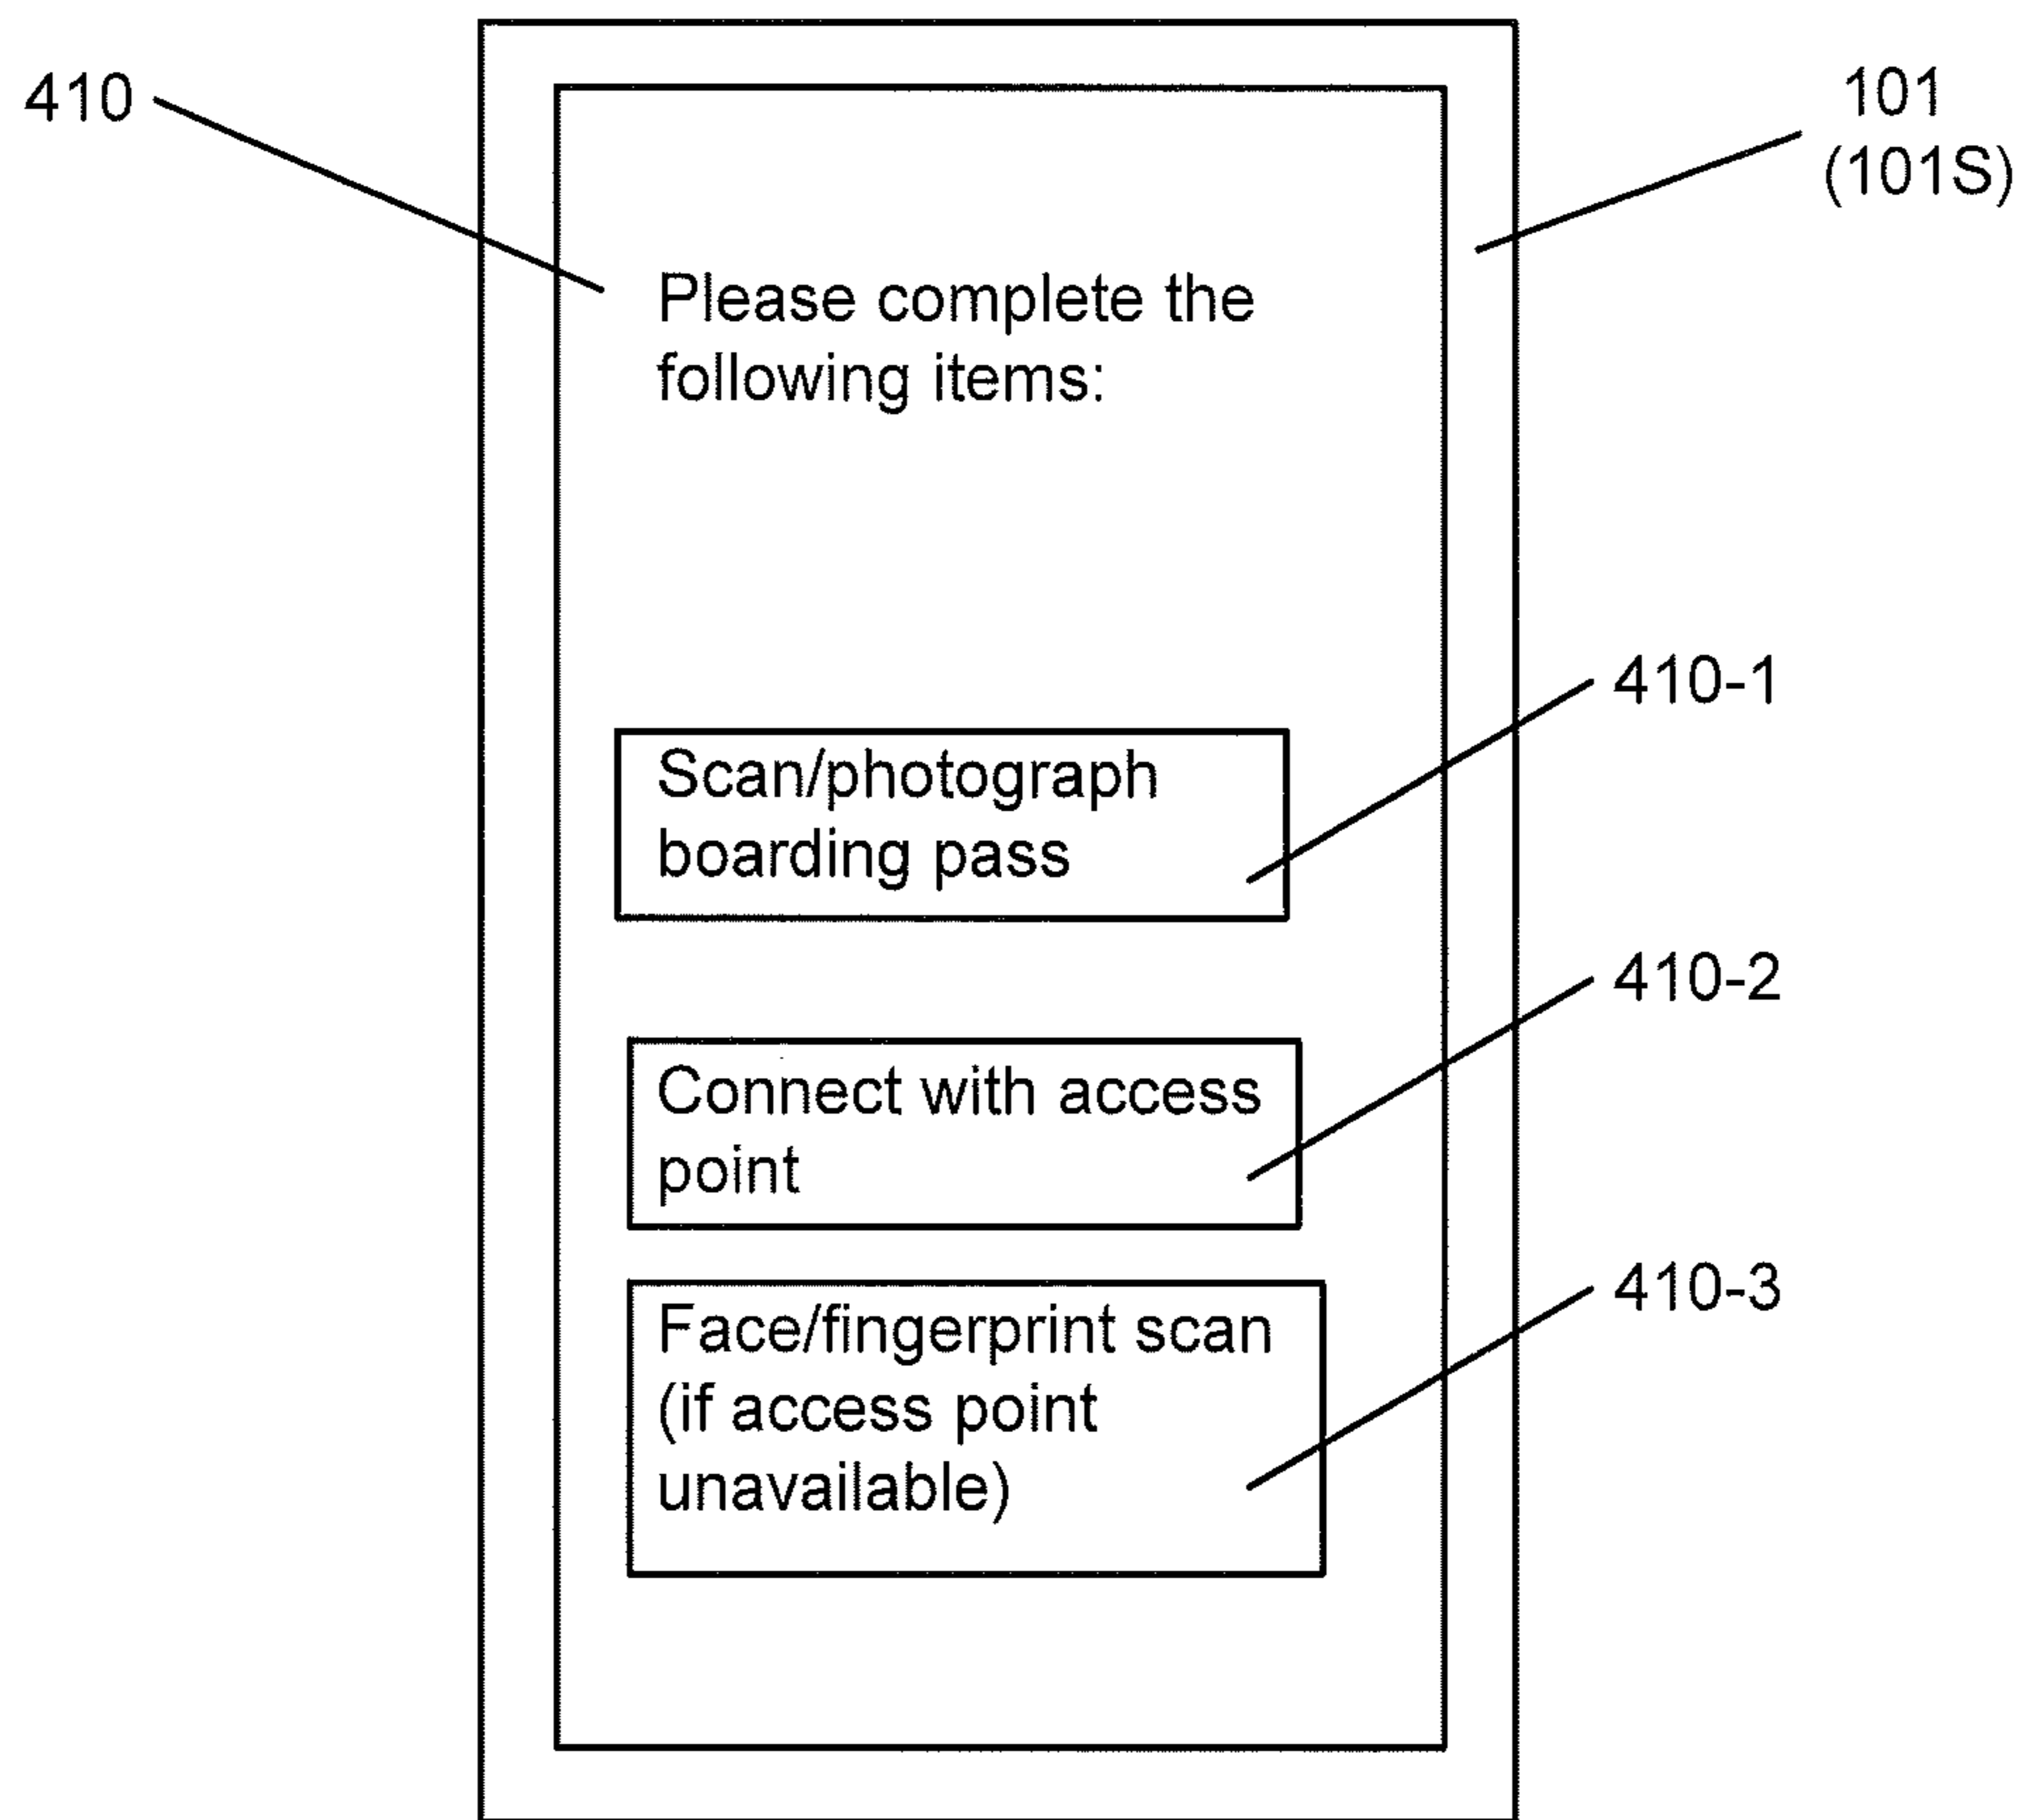 410
101
(101S)
Please complete the
following items:
410-1
Scan/photograph
boarding pass
410-2
Connect with access
point
410-3
Face/fingerprint scan
(if access point
unavailable)